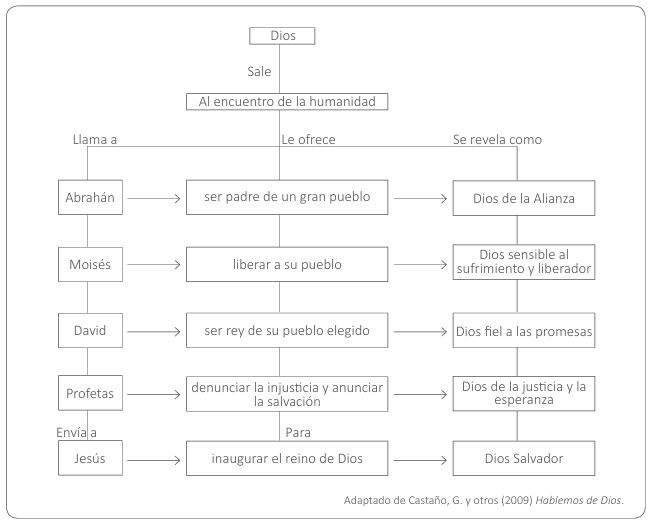 Dios
Sale
Al encuentro de la humanidad
Llama a
Le ofrece
Se revela como
Abrahán
ser padre de un gran pueblo
Dios de la Alianza
Moisés
liberar a su pueblo
Dios sensible al
sufrimiento y liberador
David
ser rey de su pueblo elegido
Dios fiel a las promesas
Profetas
denunciar la injusticia y anunciar
la salvación
Dios de la justicia y la
esperanza
Envía a
Para
Jesús
inaugurar el reino de Dios
Dios Salvador
Adaptado de Castaño, G. y otros (2009) Hablemos de Dios.